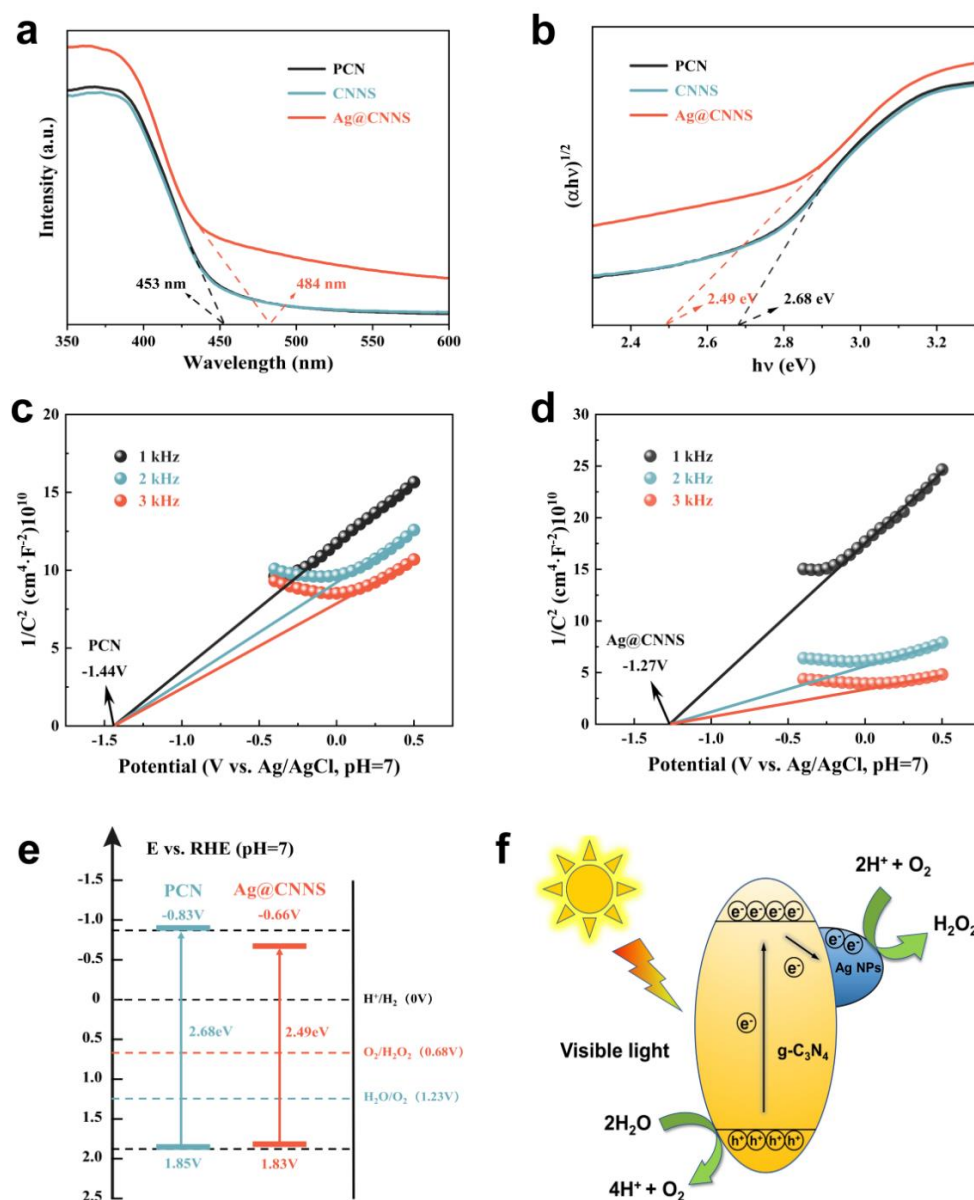 a
PCN
CNNS
Ag@CNNS
Intensity (a.u.)
453 nm
484 nm
350 400 450 500 550 600
Wavelength (nm)
b
PCN
CNNS
Ag@CNNS
(αhν)1/2
2.49 eV
2.68 eV
2.4 2.6 2.8 3.0 3.2
hν (eV)
c
20
15
10
5
0
1/C2 (cm4·F-2)1010
1 kHz
2 kHz
3 kHz
PCN
-1.44V
-1.5 -1.0 -0.5 0.0 0.5
Potential (V vs. Ag/AgCl, pH=7)
d
30
25
20
15
10
5
0
1/C2 (cm4·F-2)1010
1 kHz
2 kHz
3 kHz
Ag@CNNS
-1.27V
-1.5 -1.0 -0.5 0.0 0.5
Potential (V vs. Ag/AgCl, pH=7)
e
E vs. RHE (pH=7)
-1.5
-1.0
-0.5
0
0.5
1.0
1.5
2.0
2.5
PCN Ag@CNNS
-0.83V -0.66V
H+/H2 (0V)
2.68eV 2.49eV
O2/H2O2 (0.68V)
H2O/O2 (1.23V)
1.85V 1.83V
f
2H+ + O2
H2O2
e- e- e- e-
e- e-
Ag NPs
e-
e-
g-C3N4
Visible light
2H2O
h+ h+ h+ h+
4H+ + O2